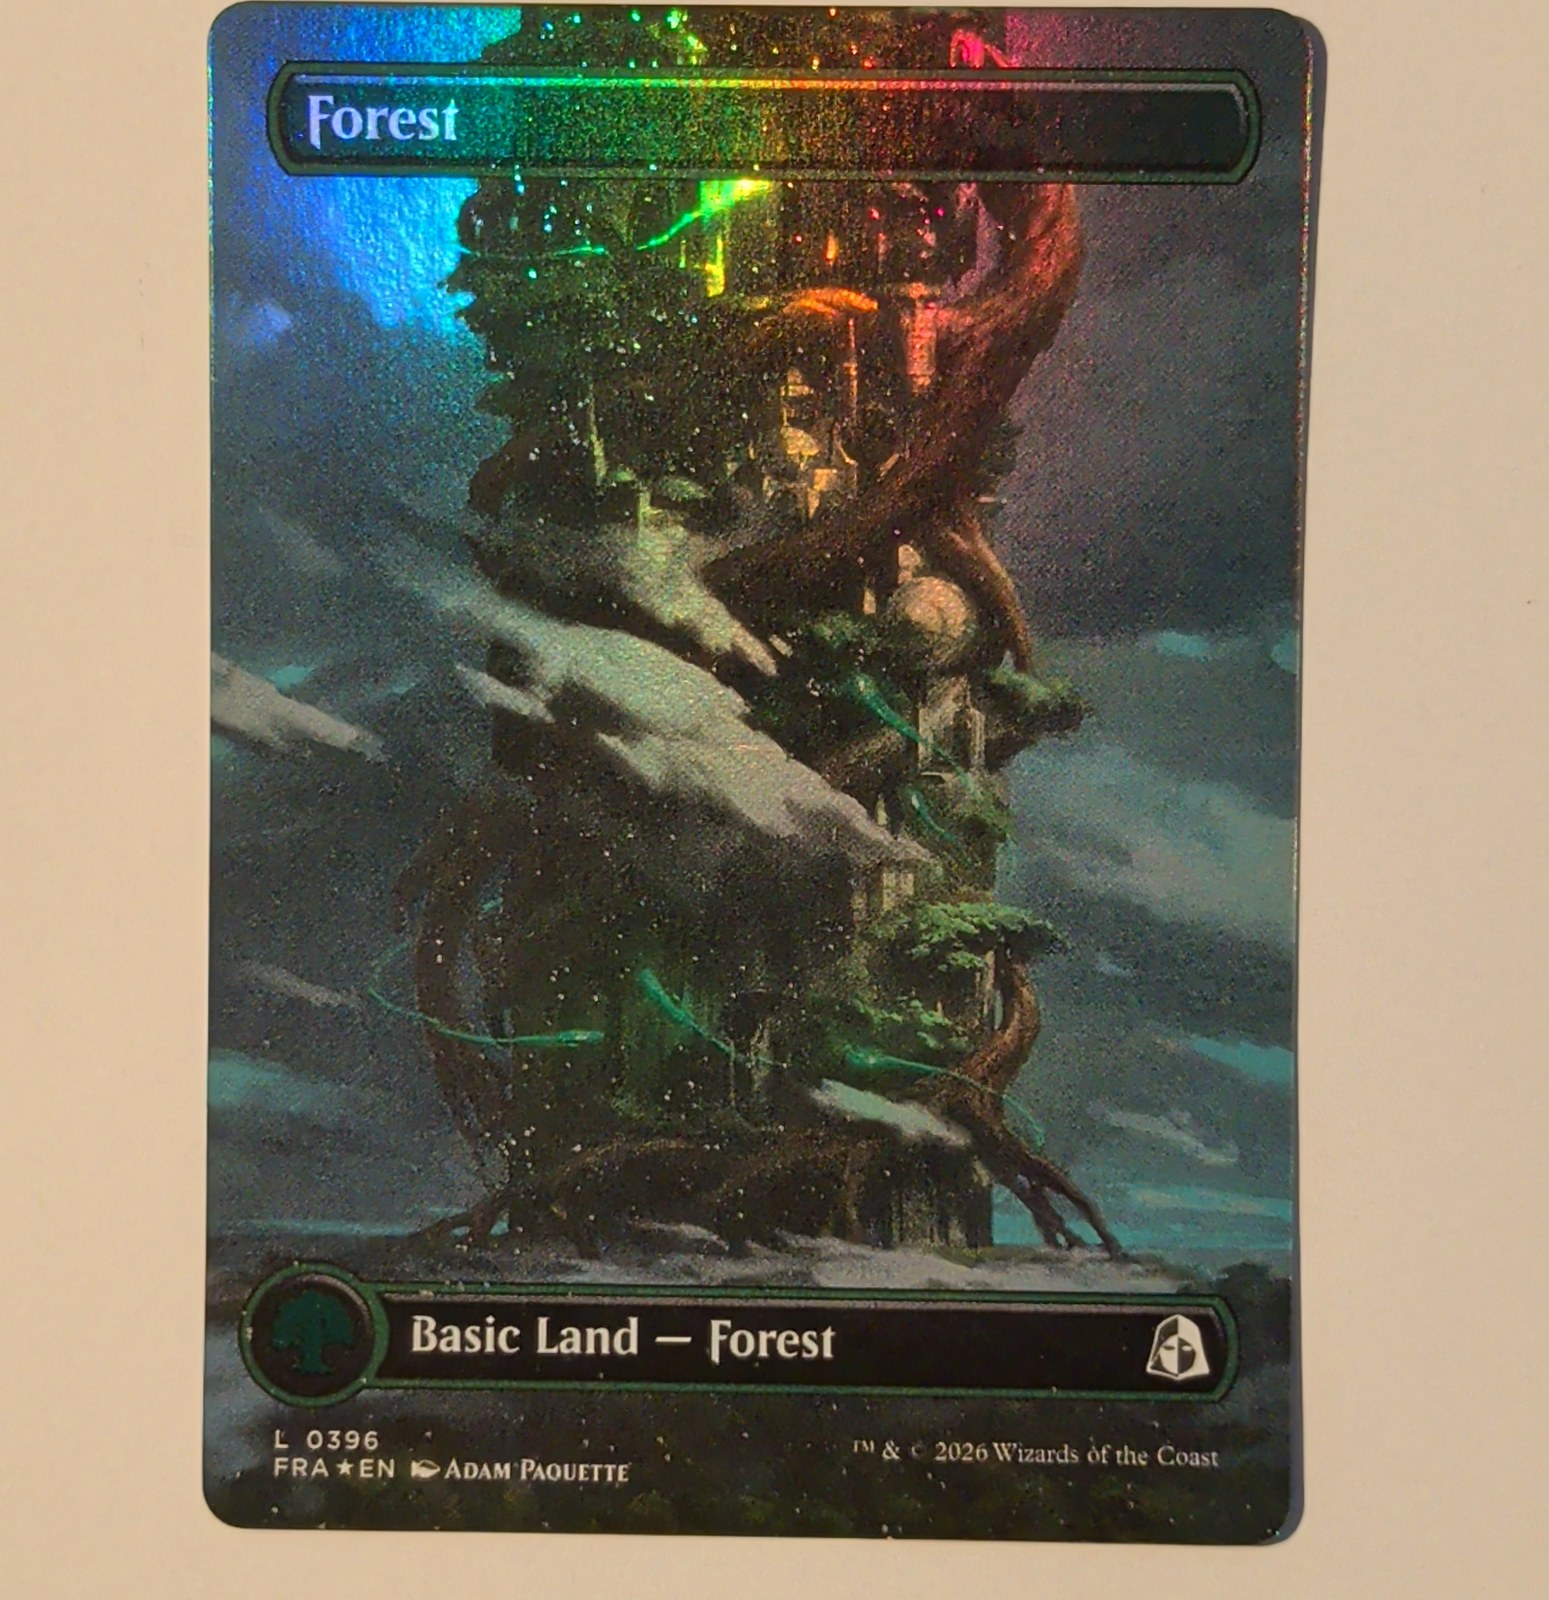 Forest
Basic Land — Forest
L 0396
FRA★EN ADAM PAQUETTE
™ & © 2026 Wizards of the Coast